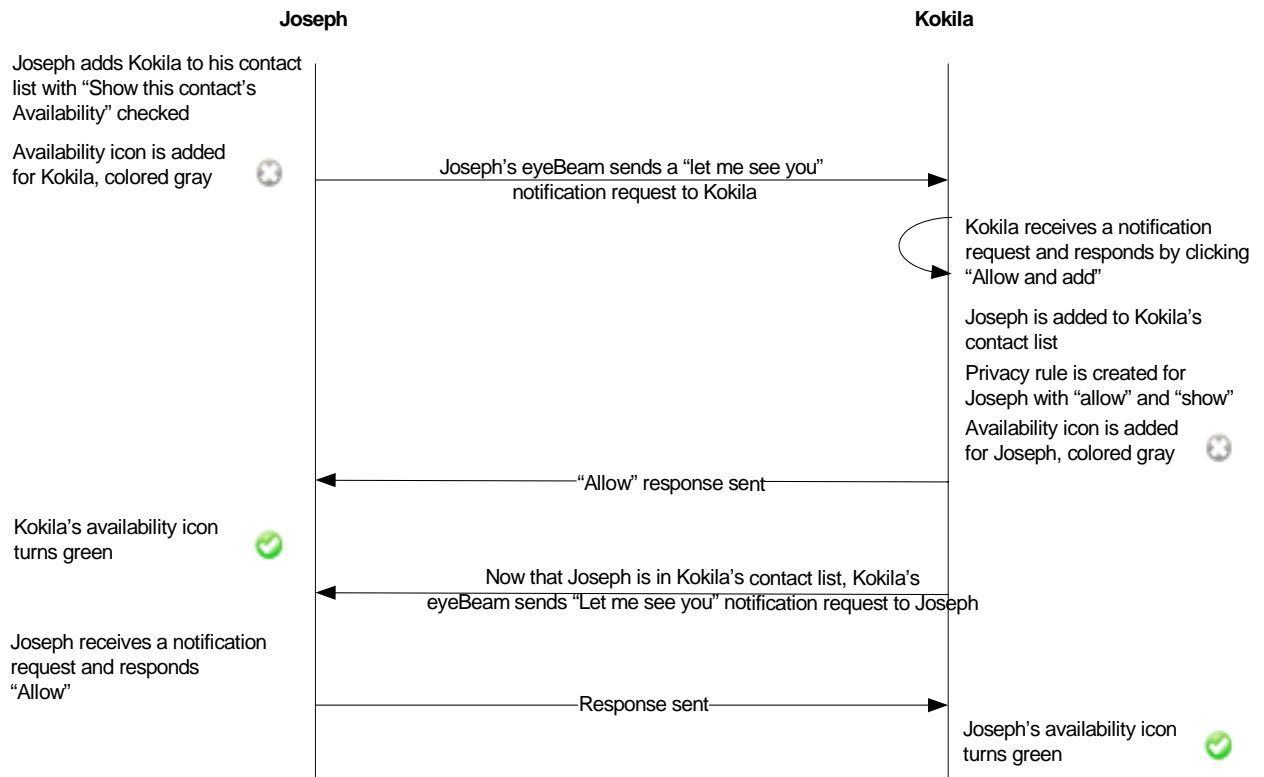 Joseph
Kokila
Joseph adds Kokila to his contact
list with “Show this contact’s
Availability” checked
Availability icon is added
for Kokila, colored gray
Joseph’s eyeBeam sends a “let me see you”
notification request to Kokila
Kokila receives a notification
request and responds by clicking
“Allow and add”
Joseph is added to Kokila’s
contact list
Privacy rule is created for
Joseph with “allow” and “show”
Availability icon is added
for Joseph, colored gray
“Allow” response sent
Kokila’s availability icon
turns green
Now that Joseph is in Kokila’s contact list, Kokila’s
eyeBeam sends “Let me see you” notification request to Joseph
Joseph receives a notification
request and responds
“Allow”
Response sent
Joseph’s availability icon
turns green